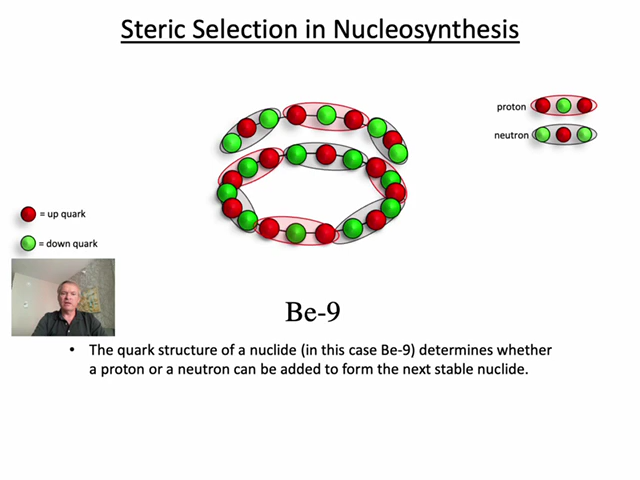 Steric Selection in Nucleosynthesis
proton
neutron
= up quark
= down quark
Be-9
• The quark structure of a nuclide (in this case Be-9) determines whether
a proton or a neutron can be added to form the next stable nuclide.